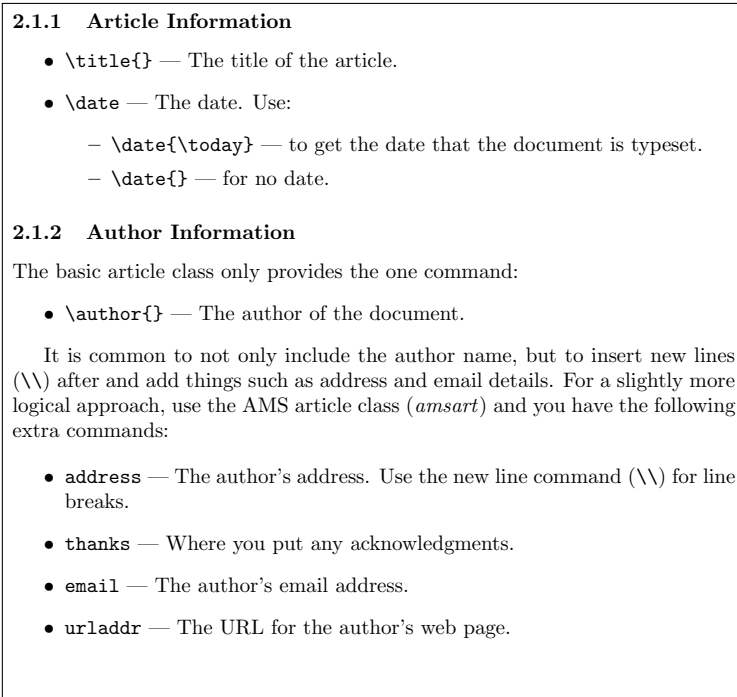 2.1.1 Article Information
• \title{} — The title of the article.
• \date — The date. Use:
– \date{\today} — to get the date that the document is typeset.
– \date{} — for no date.
2.1.2 Author Information
The basic article class only provides the one command:
• \author{} — The author of the document.
It is common to not only include the author name, but to insert new lines
(\\) after and add things such as address and email details. For a slightly more
logical approach, use the AMS article class (amsart) and you have the following
extra commands:
• address — The author's address. Use the new line command (\\) for line
breaks.
• thanks — Where you put any acknowledgments.
• email — The author's email address.
• urladdr — The URL for the author's web page.